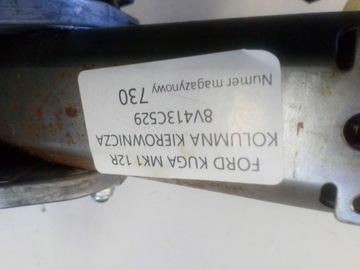 FORD KUGA MK1 12R
KOLUMNA KIEROWNICZA
8V413C529
Numer magazynowy
730